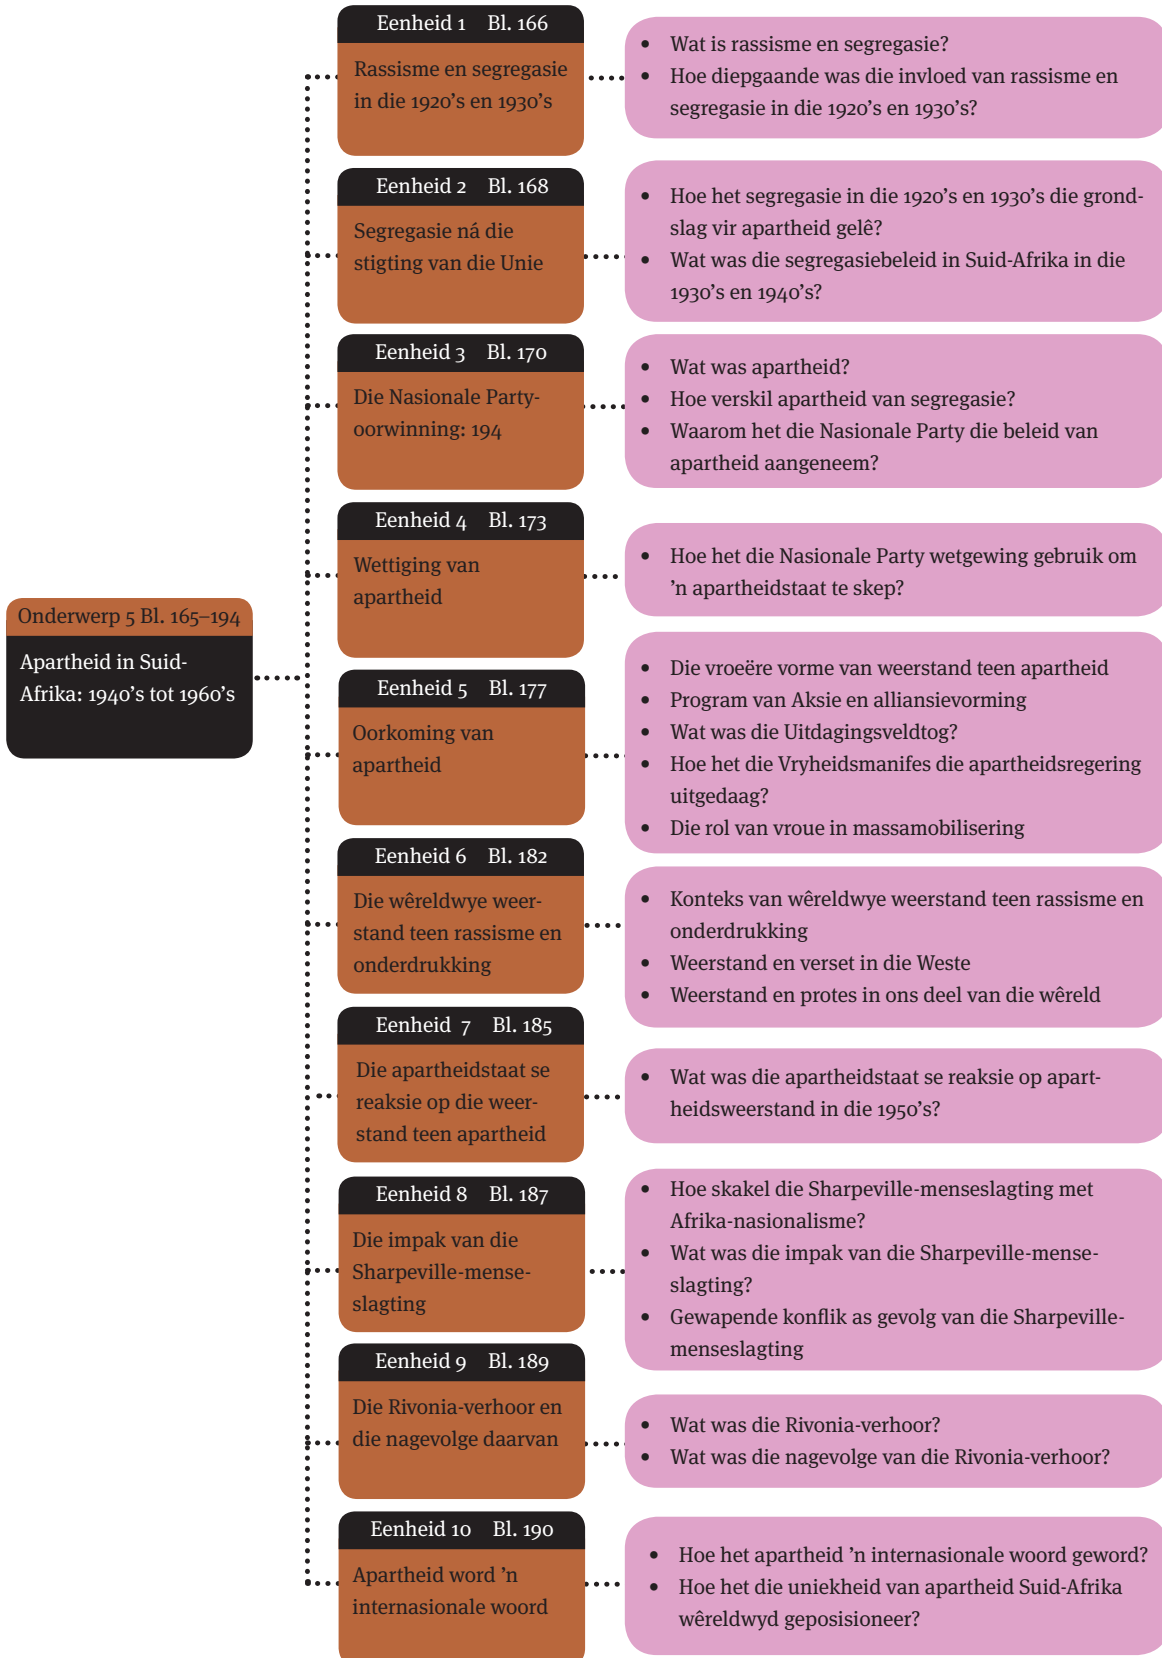 Onderwerp 5 Bl. 165–194
Apartheid in Suid-
Afrika: 1940’s tot 1960’s
Eenheid 1 Bl. 166
Rassisme en segregasie
in die 1920’s en 1930’s
• Wat is rassisme en segregasie?
• Hoe diepgaande was die invloed van rassisme en
segregasie in die 1920’s en 1930’s?
Eenheid 2 Bl. 168
Segregasie ná die
stigting van die Unie
• Hoe het segregasie in die 1920’s en 1930’s die grond-
slag vir apartheid gelê?
• Wat was die segregasiebeleid in Suid-Afrika in die
1930’s en 1940’s?
Eenheid 3 Bl. 170
Die Nasionale Party-
oorwinning: 194
• Wat was apartheid?
• Hoe verskil apartheid van segregasie?
• Waarom het die Nasionale Party die beleid van
apartheid aangeneem?
Eenheid 4 Bl. 173
Wettiging van
apartheid
• Hoe het die Nasionale Party wetgewing gebruik om
’n apartheidstaat te skep?
Eenheid 5 Bl. 177
Oorkoming van
apartheid
• Die vroeëre vorme van weerstand teen apartheid
• Program van Aksie en alliansievorming
• Wat was die Uitdagingsveldtog?
• Hoe het die Vryheidsmanifes die apartheidsregering
uitgedaag?
• Die rol van vroue in massamobilisering
Eenheid 6 Bl. 182
Die wêreldwye weer-
stand teen rassisme en
onderdrukking
• Konteks van wêreldwye weerstand teen rassisme en
onderdrukking
• Weerstand en verset in die Weste
• Weerstand en protes in ons deel van die wêreld
Eenheid 7 Bl. 185
Die apartheidstaat se
reaksie op die weer-
stand teen apartheid
• Wat was die apartheidstaat se reaksie op apart-
heidsweerstand in die 1950’s?
Eenheid 8 Bl. 187
Die impak van die
Sharpeville-mense-
slagting
• Hoe skakel die Sharpeville-menseslagting met
Afrika-nasionalisme?
• Wat was die impak van die Sharpeville-mense-
slagting?
• Gewapende konflik as gevolg van die Sharpeville-
menseslagting
Eenheid 9 Bl. 189
Die Rivonia-verhoor en
die nagevolge daarvan
• Wat was die Rivonia-verhoor?
• Wat was die nagevolge van die Rivonia-verhoor?
Eenheid 10 Bl. 190
Apartheid word ’n
internasionale woord
• Hoe het apartheid ’n internasionale woord geword?
• Hoe het die uniekheid van apartheid Suid-Afrika
wêreldwyd geposisioneer?